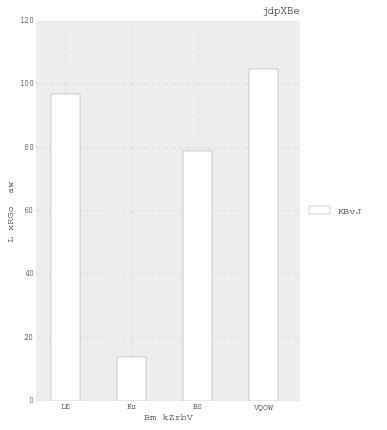 jdpXBe
120
100
80
60
40
20
0
L xRGo aw
LE Ku BS VQOW
Bm kZrbV
KBvJ